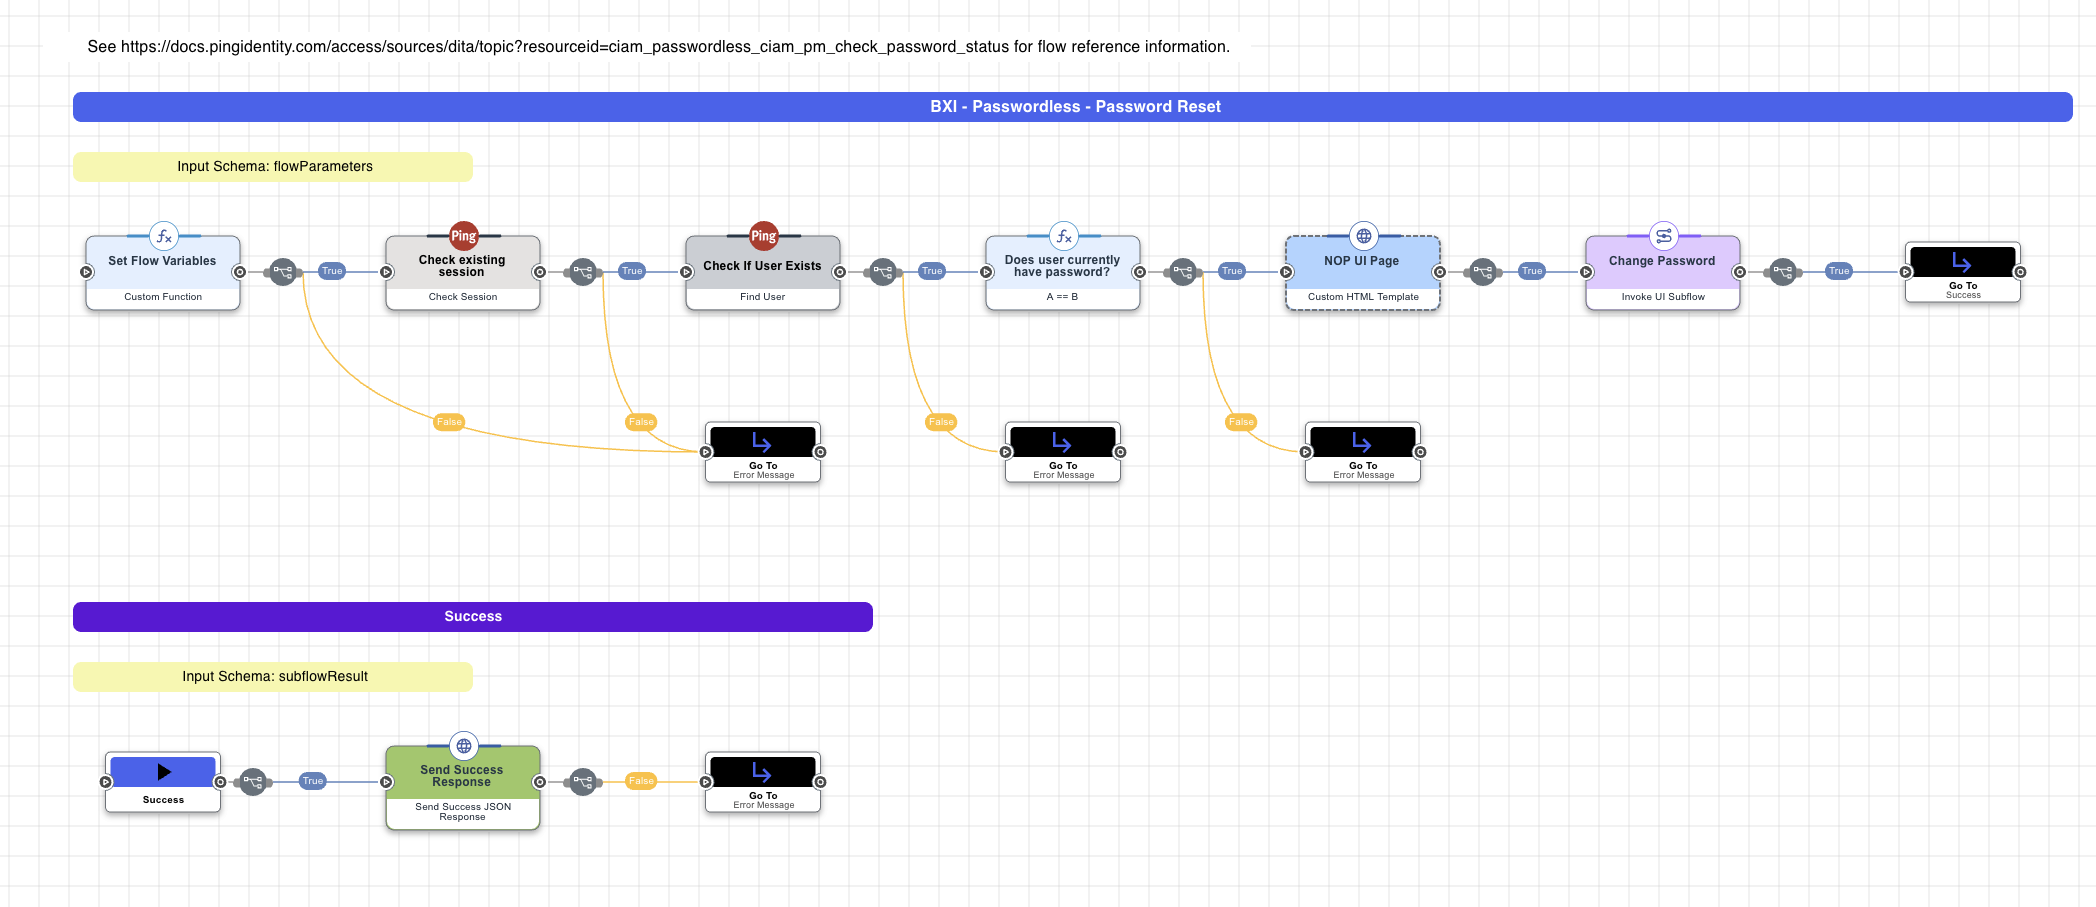 See https://docs.pingidentity.com/access/sources/dita/topic?resourceid=ciam_passwordless_ciam_pm_check_password_status for flow reference information.
BXI - Passwordless - Password Reset
Input Schema: flowParameters
fx
Set Flow Variables
Custom Function
True
Ping
Check existing
session
Check Session
True
Ping
Check If User Exists
Find User
True
fx
Does user currently
have password?
A == B
True
NOP UI Page
Custom HTML Template
True
Change Password
Invoke UI Subflow
True
Go To
Success
False
False
Go To
Error Message
False
Go To
Error Message
False
Go To
Error Message
Success
Input Schema: subflowResult
Success
True
Send Success
Response
Send Success JSON
Response
False
Go To
Error Message